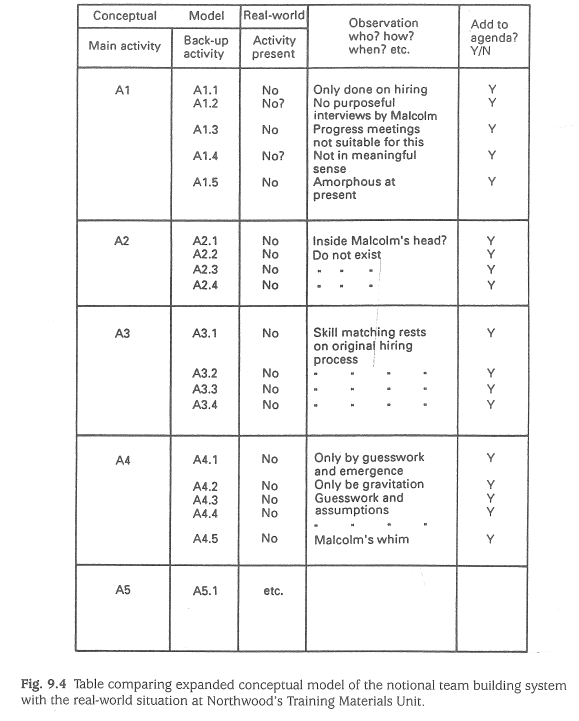 Conceptual Model Real-world Observation who? how? when? etc. Add to agenda? Y/N
Main activity Back-up activity Activity present
A1 A1.1 No Only done on hiring Y
A1.2 No? No purposeful Y
interviews by Malcolm
A1.3 No Progress meetings Y
not suitable for this
A1.4 No? Not in meaningful Y
sense
A1.5 No Amorphous at Y
present
A2 A2.1 No Inside Malcolm's head? Y
A2.2 No Do not exist Y
A2.3 No " " " Y
A2.4 No " " " Y
A3 A3.1 No Skill matching rests Y
on original hiring
process
A3.2 No " " " " Y
A3.3 No " " " " Y
A3.4 No " " " " Y
A4 A4.1 No Only by guesswork Y
and emergence
A4.2 No Only be gravitation Y
A4.3 No Guesswork and Y
A4.4 No assumptions Y
" " " "
A4.5 No Malcolm's whim Y
A5 A5.1 etc.
Fig. 9.4 Table comparing expanded conceptual model of the notional team building system
with the real-world situation at Northwood's Training Materials Unit.